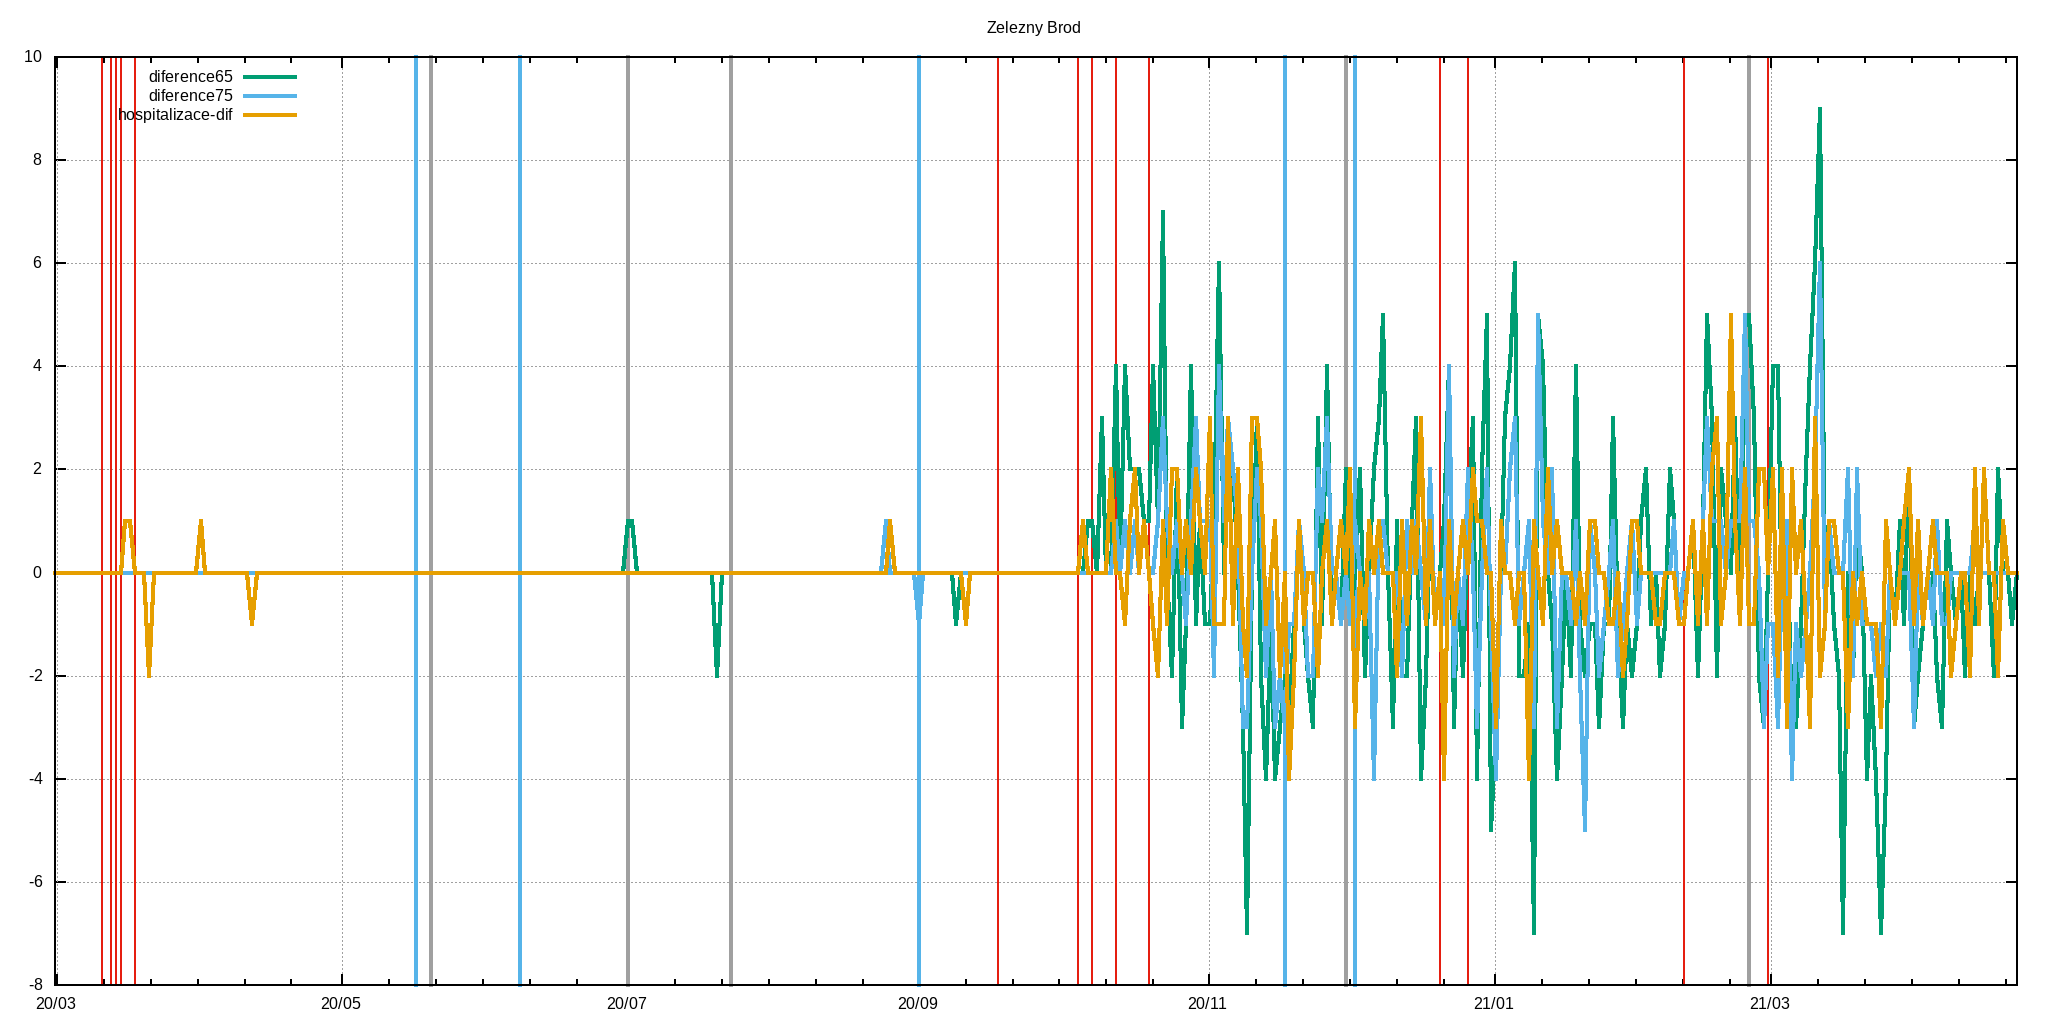 Zelezny Brod
10
diference65
diference75
hospitalizace-dif
8
6
4
2
0
-2
-4
-6
-8
20/03 20/05 20/07 20/09 20/11 21/01 21/03